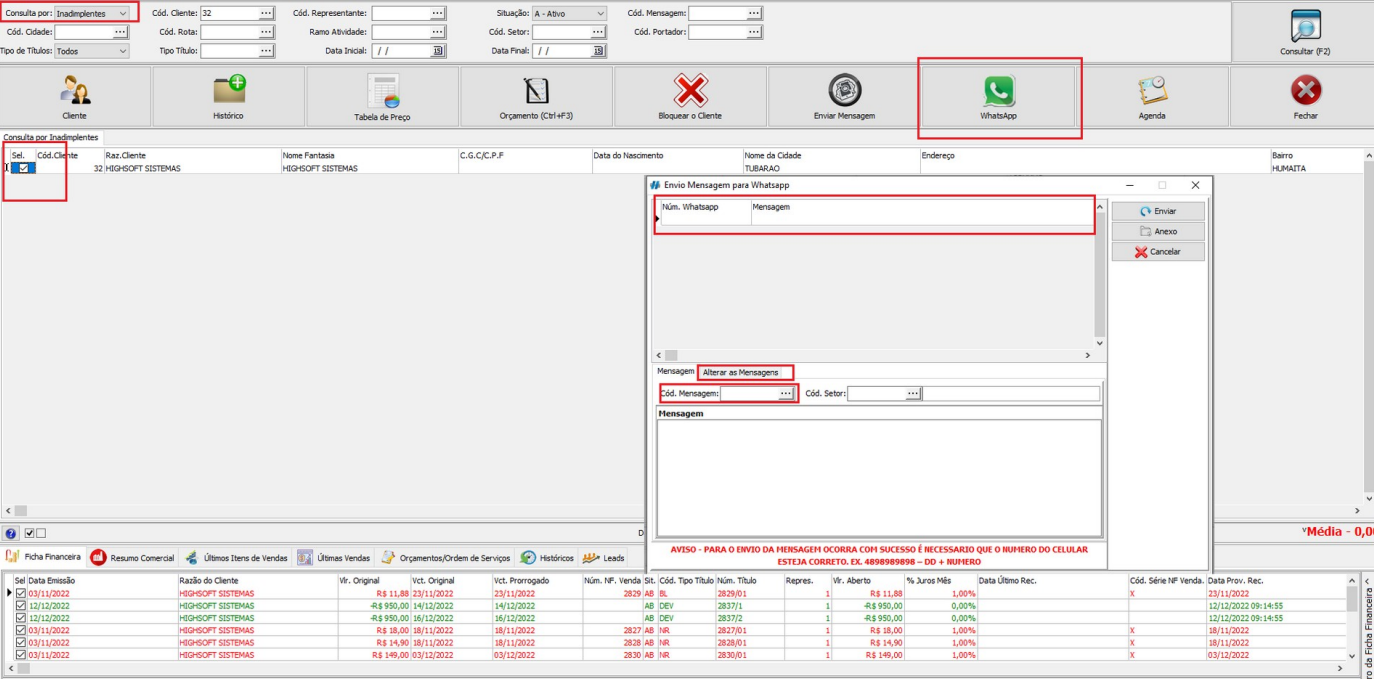 Consulta por: Inadimplentes Cód. Cliente: 32 ... Cód. Representante: ... Situação: A - Ativo Cód. Mensagem: ...
Cód. Cidade: ... Cód. Rota: ... Ramo Atividade: ... Cód. Setor: ... Cód. Portador: ...
Tipo de Títulos: Todos Tipo Título: ... Data Inicial: / / 15 Data Final: / / 15
Consultar (F2)
Cliente Histórico Tabela de Preço Orçamento (Ctrl+F3) Bloquear o Cliente Enviar Mensagem WhatsApp Agenda Fechar
Consulta por Inadimplentes
Sel. Cód.Cliente Raz.Cliente Nome Fantasia C.G.C/C.P.F Data do Nascimento Nome da Cidade Endereço Bairro
32 HIGHSOFT SISTEMAS HIGHSOFT SISTEMAS TUBARAO HUMAITA
Envio Mensagem para Whatsapp
Núm. Whatsapp Mensagem
Enviar
Anexo
Cancelar
Mensagem Alterar as Mensagens
Cód. Mensagem: ... Cód. Setor: ...
Mensagem
AVISO - PARA O ENVIO DA MENSAGEM OCORRA COM SUCESSO É NECESSARIO QUE O NUMERO DO CELULAR
ESTEJA CORRETO. EX. 4898989898 – DD + NUMERO
D
Média - 0,0
Ficha Financeira Resumo Comercial Últimos Itens de Vendas Últimas Vendas Orçamentos/Ordem de Serviços Históricos Leads
Sel Data Emissão Razão do Cliente Vlr. Original Vct. Original Vct. Prorrogado Núm. NF. Venda Sit. Cód. Tipo Título Núm. Título Repres. Vlr. Aberto % Juros Mês Data Último Rec. Cód. Série NF Venda. Data Prov. Rec.
03/11/2022 HIGHSOFT SISTEMAS R$ 11,88 23/11/2022 23/11/2022 2829 AB BL 2829/01 1 R$ 11,88 1,00% X 23/11/2022
12/12/2022 HIGHSOFT SISTEMAS -R$ 950,00 14/12/2022 14/12/2022 AB DEV 2837/1 1 -R$ 950,00 0,00% 12/12/2022 09:14:55
12/12/2022 HIGHSOFT SISTEMAS -R$ 950,00 16/12/2022 16/12/2022 AB DEV 2837/2 1 -R$ 950,00 0,00% 12/12/2022 09:14:55
03/11/2022 HIGHSOFT SISTEMAS R$ 18,00 18/11/2022 18/11/2022 2827 AB NR 2827/01 1 R$ 18,00 1,00% X 18/11/2022
03/11/2022 HIGHSOFT SISTEMAS R$ 14,90 18/11/2022 18/11/2022 2828 AB NR 2828/01 1 R$ 14,90 1,00% X 18/11/2022
03/11/2022 HIGHSOFT SISTEMAS R$ 149,00 03/12/2022 03/12/2022 2830 AB NR 2830/01 1 R$ 149,00 1,00% X 03/12/2022
ro da Ficha Financeira